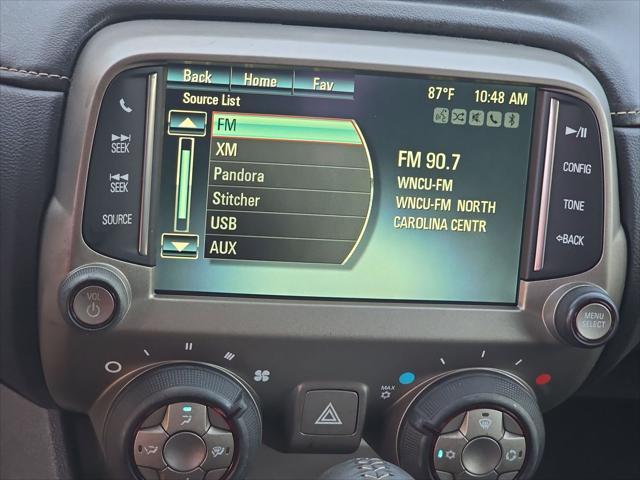 Back Home Fav
Source List
87°F 10:48 AM
FM
XM
Pandora
Stitcher
USB
AUX
FM 90.7
WNCU-FM
WNCU-FM NORTH
CAROLINA CENTR
SEEK
SEEK
SOURCE
CONFIG
TONE
BACK
VOL
MENU
SELECT
MAX